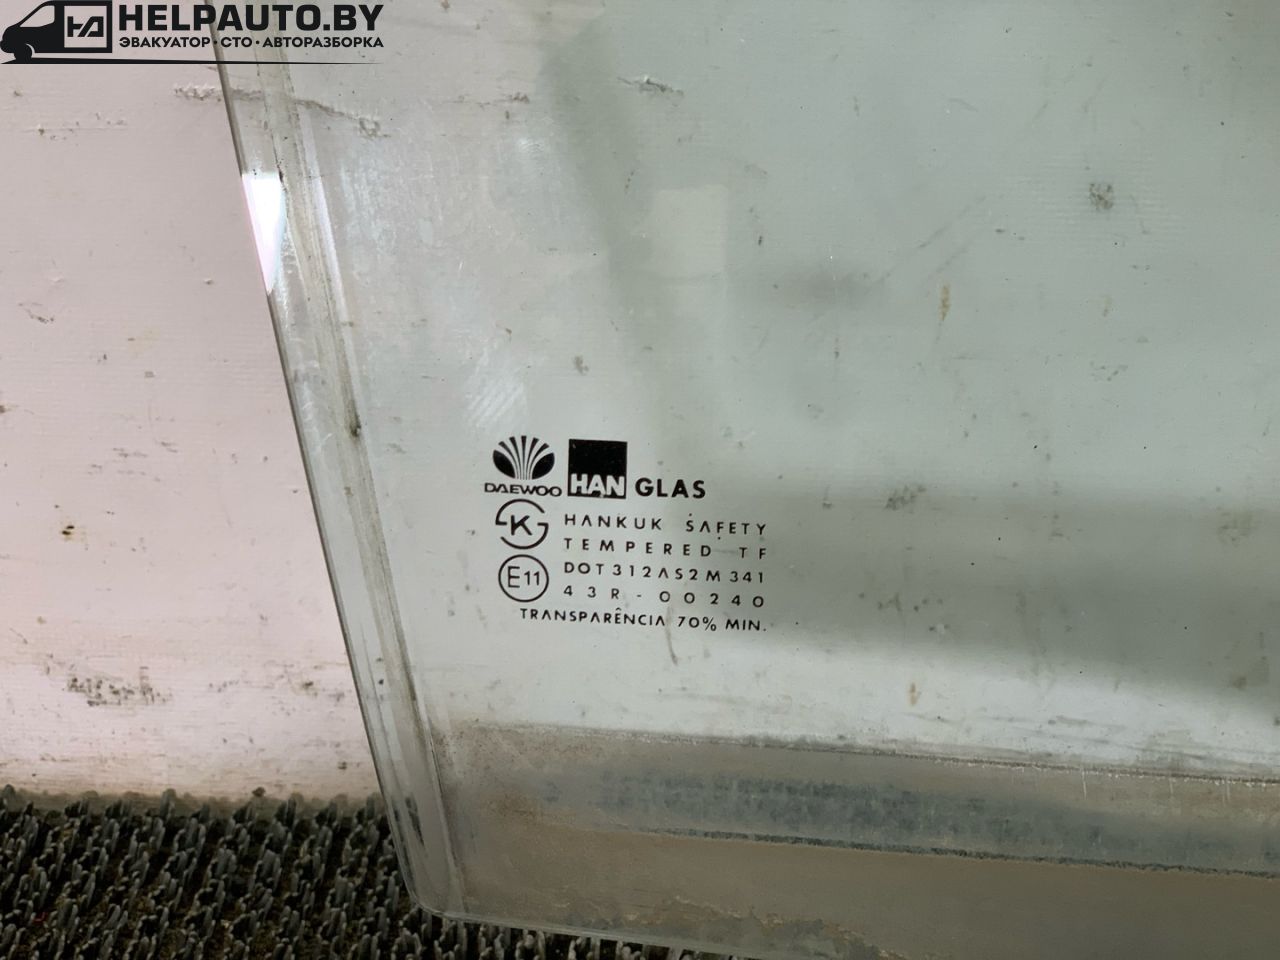 HELPAUTO.BY
ЭВАКУАТОР·СТО·АВТОРАЗБОРКА
DAEWOO HAN GLAS
K HANKUK SAFETY
TEMPERED TF
E11 DOT312AS2M341
43R-00240
TRANSPARÊNCIA 70% MIN.